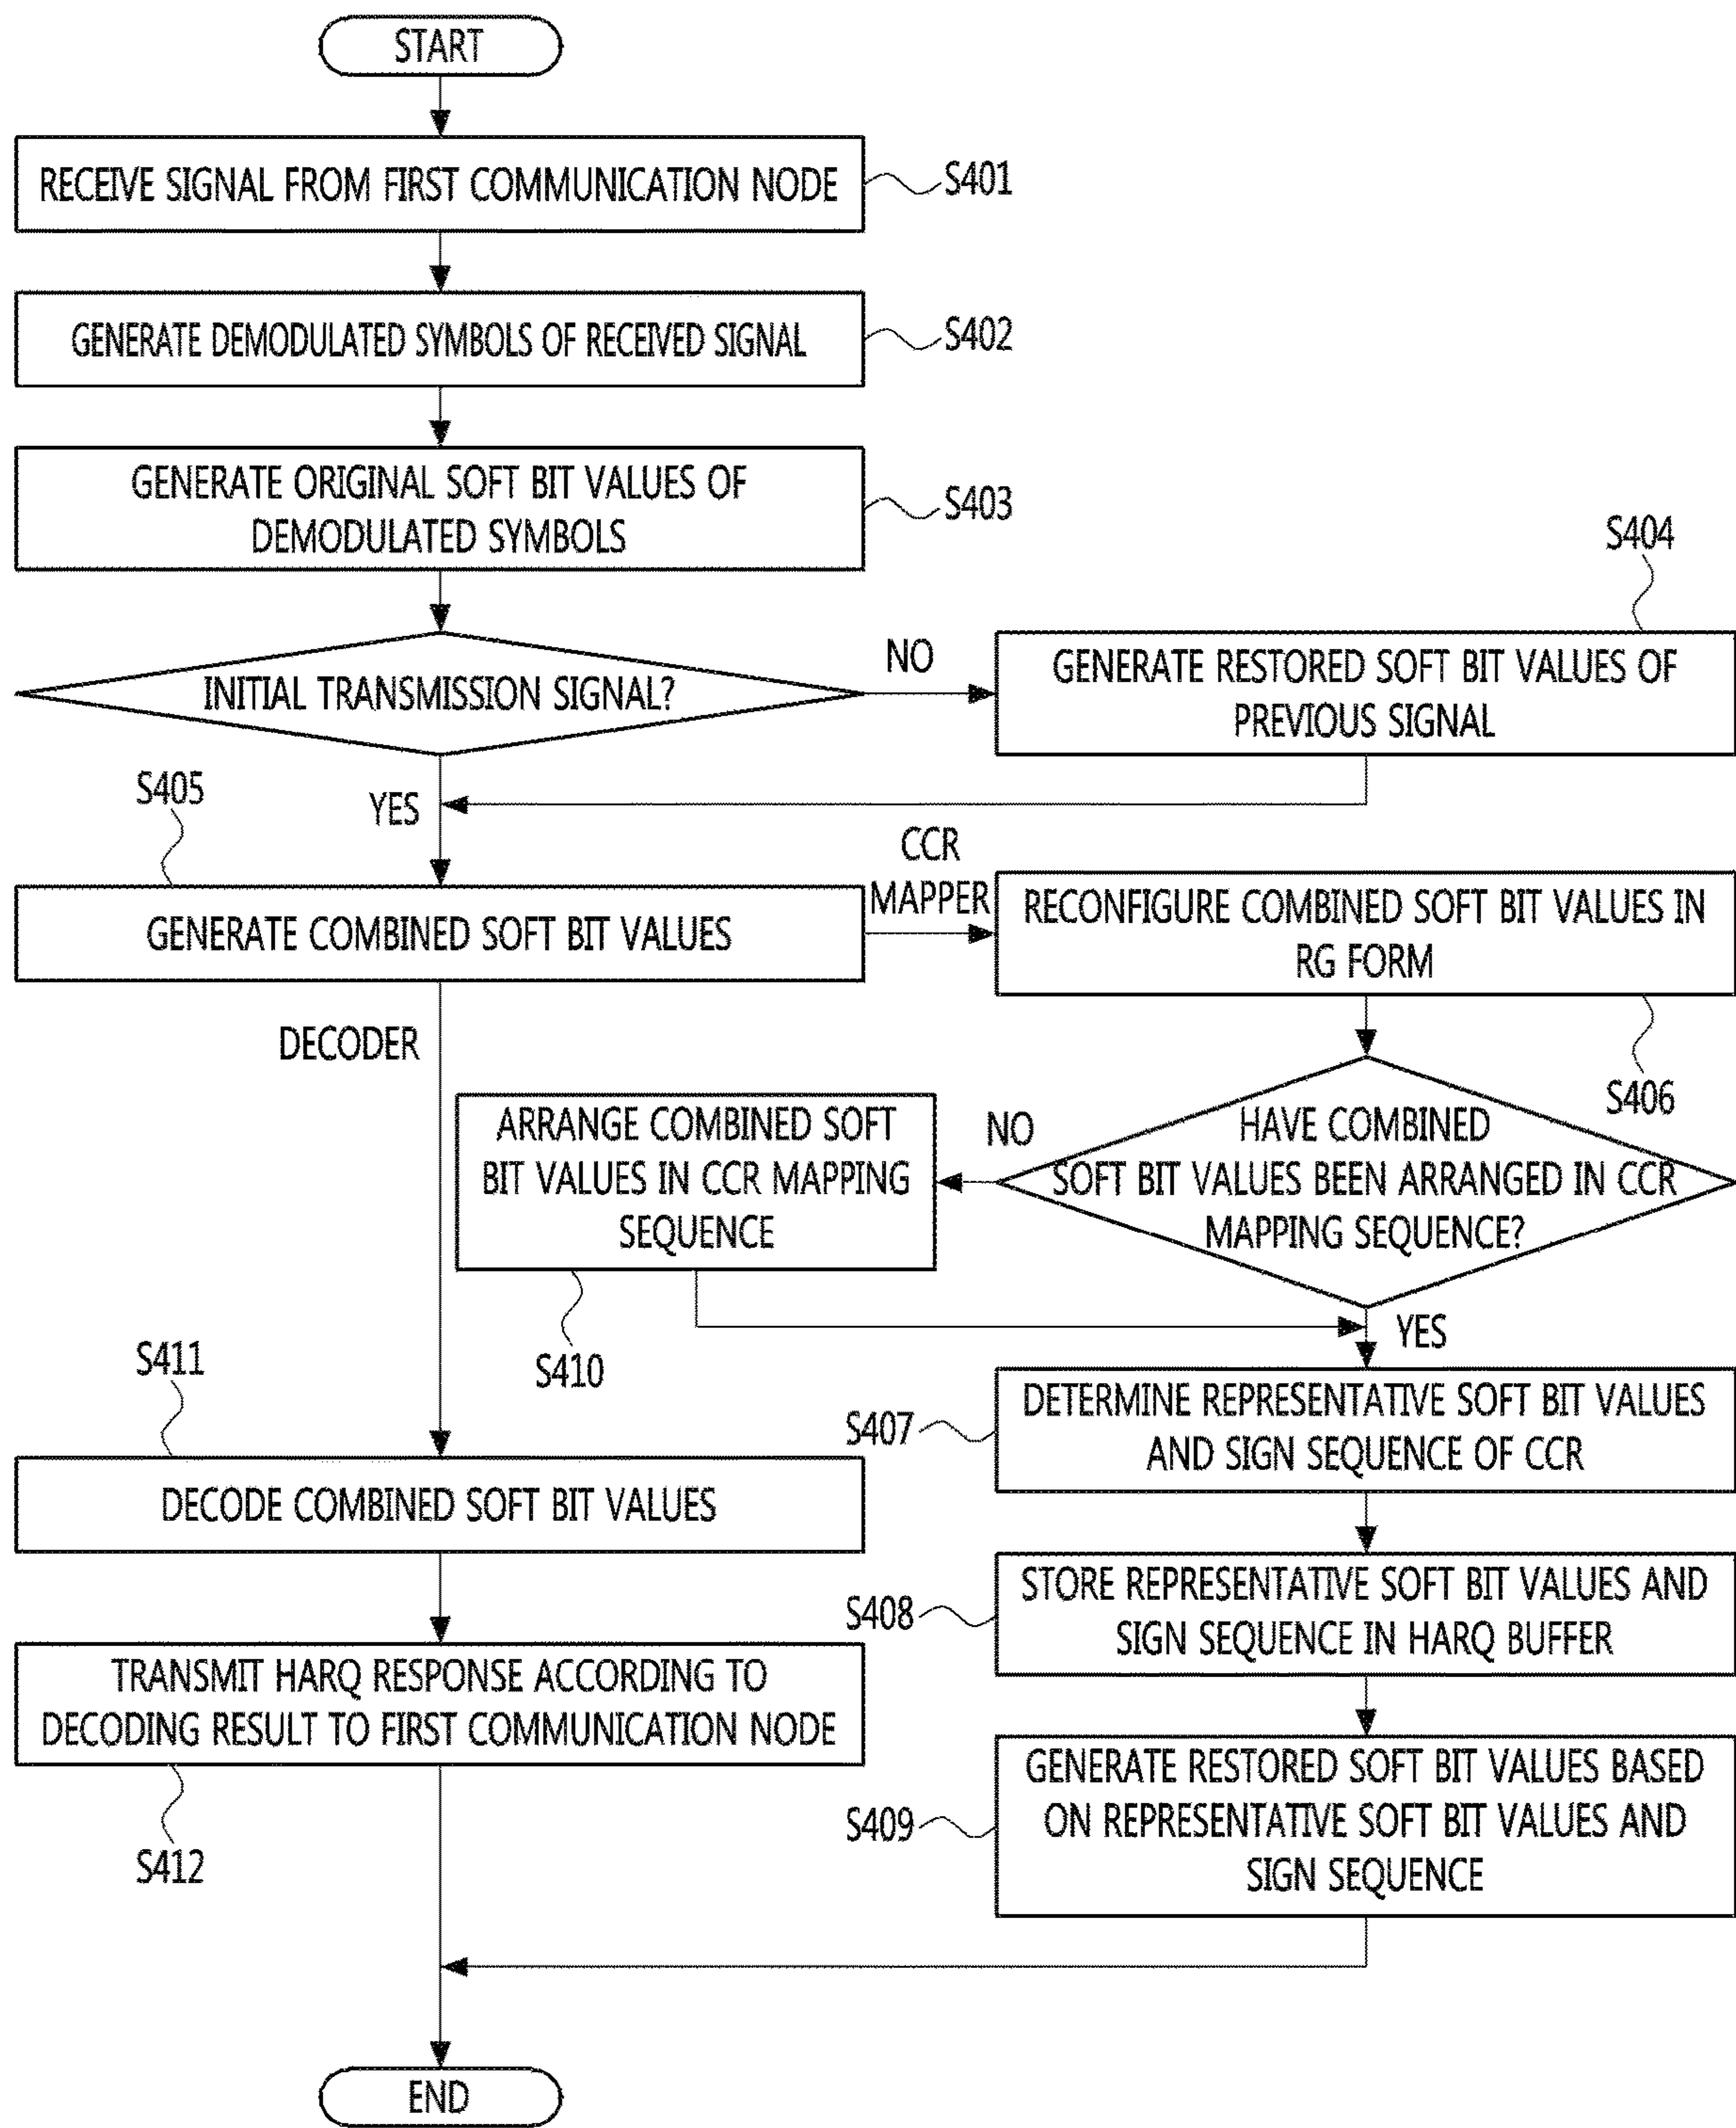 START
RECEIVE SIGNAL FROM FIRST COMMUNICATION NODE
S401
GENERATE DEMODULATED SYMBOLS OF RECEIVED SIGNAL
S402
GENERATE ORIGINAL SOFT BIT VALUES OF
DEMODULATED SYMBOLS
S403
S404
INITIAL TRANSMISSION SIGNAL?
NO
GENERATE RESTORED SOFT BIT VALUES OF
PREVIOUS SIGNAL
S405
YES
GENERATE COMBINED SOFT BIT VALUES
CCR
MAPPER
RECONFIGURE COMBINED SOFT BIT VALUES IN
RG FORM
S406
DECODER
HAVE COMBINED
SOFT BIT VALUES BEEN ARRANGED IN CCR
MAPPING SEQUENCE?
NO
ARRANGE COMBINED SOFT
BIT VALUES IN CCR MAPPING
SEQUENCE
S410
YES
S411
DECODE COMBINED SOFT BIT VALUES
S407
DETERMINE REPRESENTATIVE SOFT BIT VALUES
AND SIGN SEQUENCE OF CCR
S408
STORE REPRESENTATIVE SOFT BIT VALUES AND
SIGN SEQUENCE IN HARQ BUFFER
TRANSMIT HARQ RESPONSE ACCORDING TO
DECODING RESULT TO FIRST COMMUNICATION NODE
S412
S409
GENERATE RESTORED SOFT BIT VALUES BASED
ON REPRESENTATIVE SOFT BIT VALUES AND
SIGN SEQUENCE
END